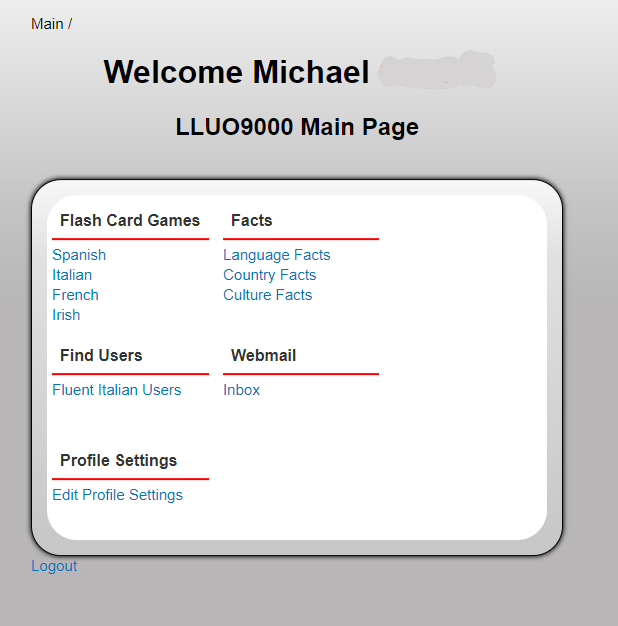 Main /
Welcome Michael
LLUO9000 Main Page
Flash Card Games
Spanish
Italian
French
Irish
Facts
Language Facts
Country Facts
Culture Facts
Find Users
Fluent Italian Users
Webmail
Inbox
Profile Settings
Edit Profile Settings
Logout